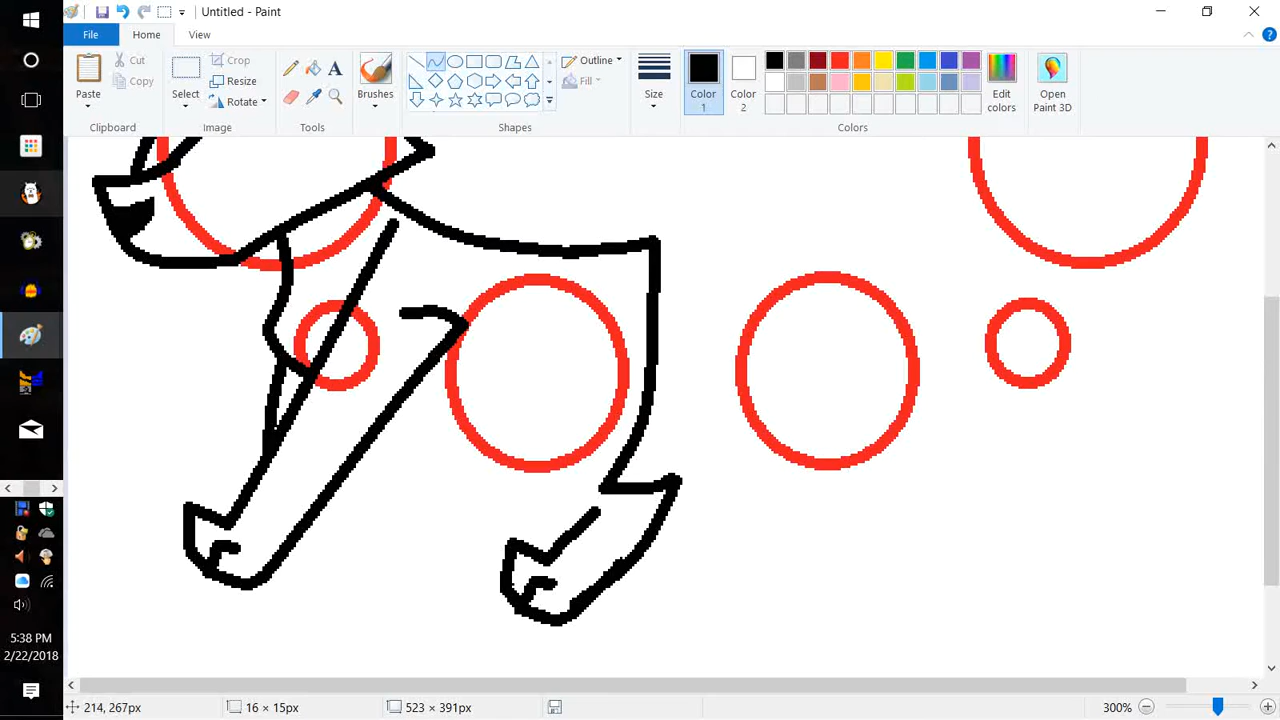 Untitled - Paint
File Home View
Paste
Cut
Copy
Clipboard
Select
Crop
Resize
Rotate
Image
Tools
Brushes
Shapes
Outline
Fill
Size
Color 1
Color 2
Edit colors
Open Paint 3D
Colors
5:38 PM
2/22/2018
214, 267px
16 × 15px
523 × 391px
300%